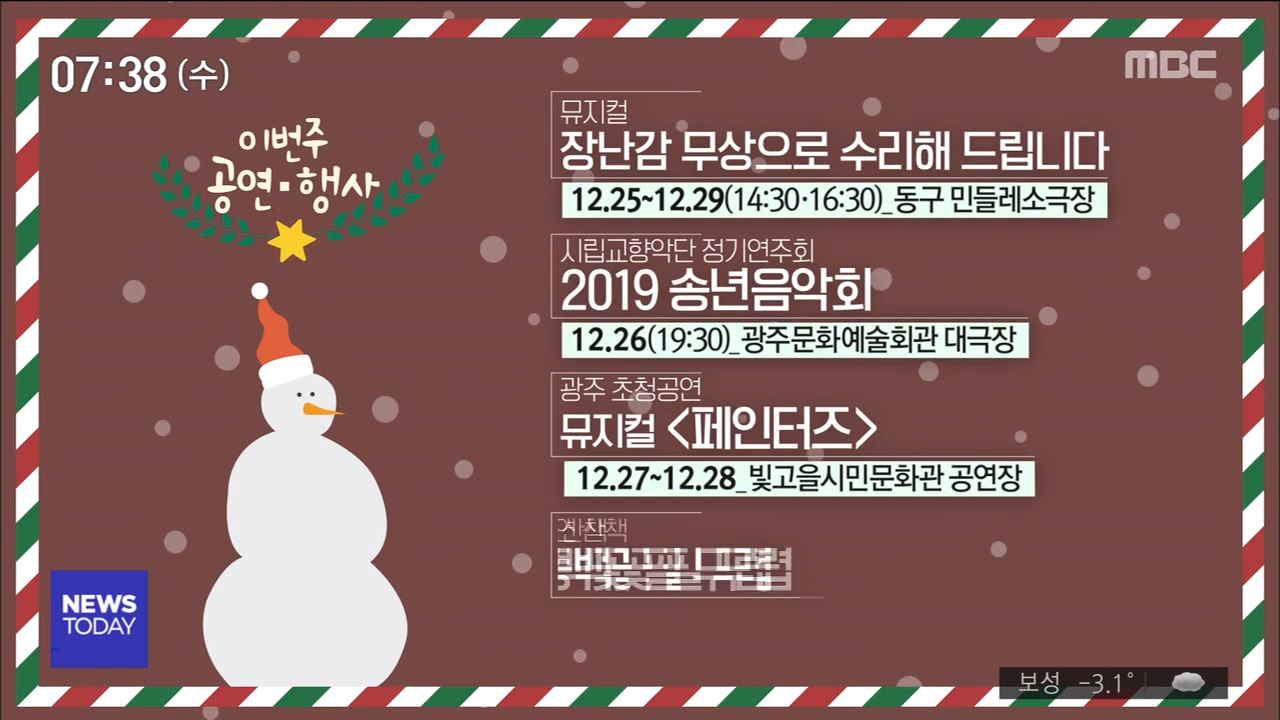 07:38 (수)
MBC
이번주
공연·행사
뮤지컬
장난감 무상으로 수리해 드립니다
12.25~12.29(14:30·16:30)_동구 민들레소극장
시립교향악단 정기연주회
2019 송년음악회
12.26(19:30)_광주문화예술회관 대극장
광주 초청공연
뮤지컬 <페인터즈>
12.27~12.28_빛고을시민문화관 공연장
NEWS
TODAY
보성 -3.1°